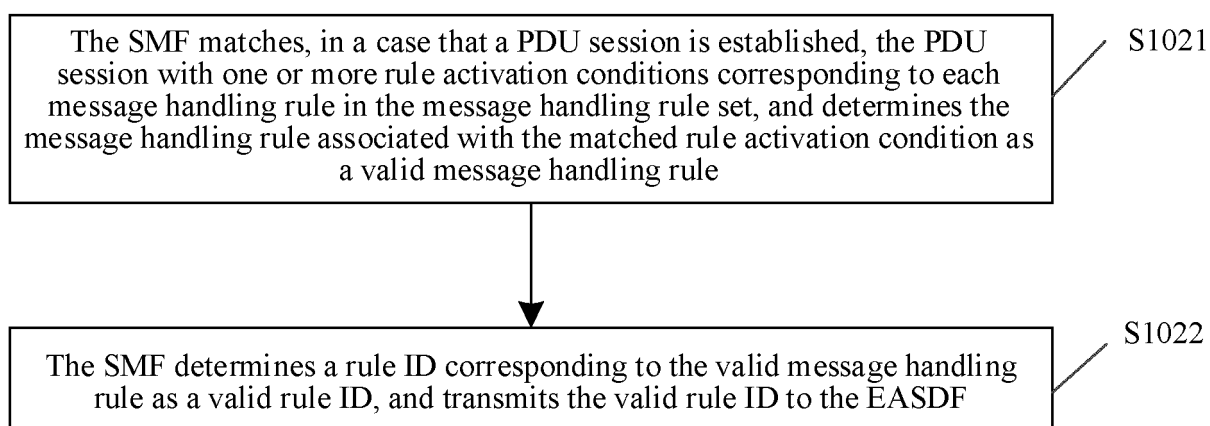 The SMF matches, in a case that a PDU session is established, the PDU
session with one or more rule activation conditions corresponding to each
message handling rule in the message handling rule set, and determines the
message handling rule associated with the matched rule activation condition as
a valid message handling rule
S1021
The SMF determines a rule ID corresponding to the valid message handling
rule as a valid rule ID, and transmits the valid rule ID to the EASDF
S1022